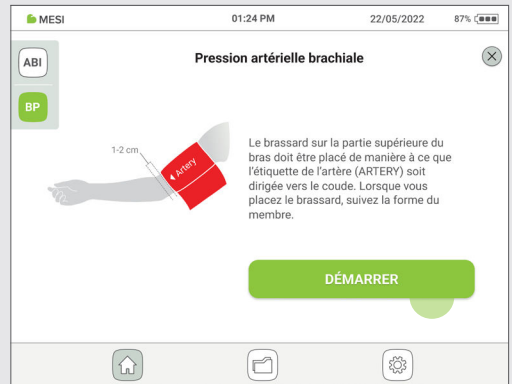 MESI
01:24 PM
22/05/2022
87%
ABI
BP
Pression artérielle brachiale
1-2 cm
Artery
Le brassard sur la partie supérieure du
bras doit être placé de manière à ce que
l'étiquette de l'artère (ARTERY) soit
dirigée vers le coude. Lorsque vous
placez le brassard, suivez la forme du
membre.
DÉMARRER